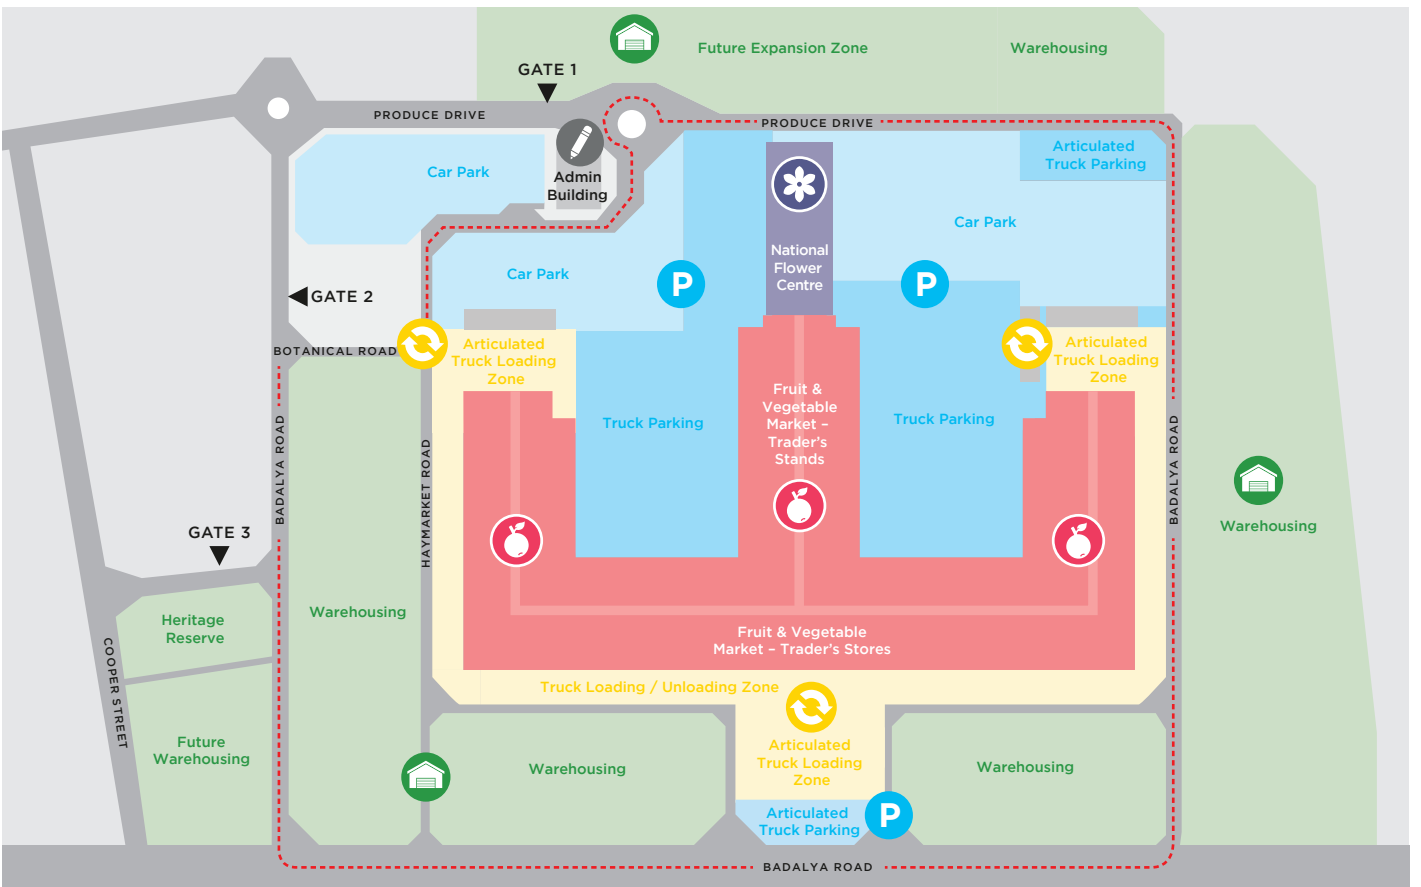 Future Expansion Zone
Warehousing
GATE 1
PRODUCE DRIVE
PRODUCE DRIVE
Articulated
Truck Parking
Car Park
Admin
Building
Car Park
National
Flower
Centre
Car Park
P
P
GATE 2
BOTANICAL ROAD
Articulated
Truck Loading
Zone
Articulated
Truck Loading
Zone
Fruit &
Vegetable
Market –
Trader's
Stands
Truck Parking
Truck Parking
BADALYA ROAD
HAYMARKET ROAD
BADALYA ROAD
Warehousing
GATE 3
Heritage
Reserve
Warehousing
COOPER STREET
Fruit & Vegetable
Market – Trader's Stores
Truck Loading / Unloading Zone
Future
Warehousing
Warehousing
Articulated
Truck Loading
Zone
Warehousing
Articulated
Truck Parking
P
BADALYA ROAD